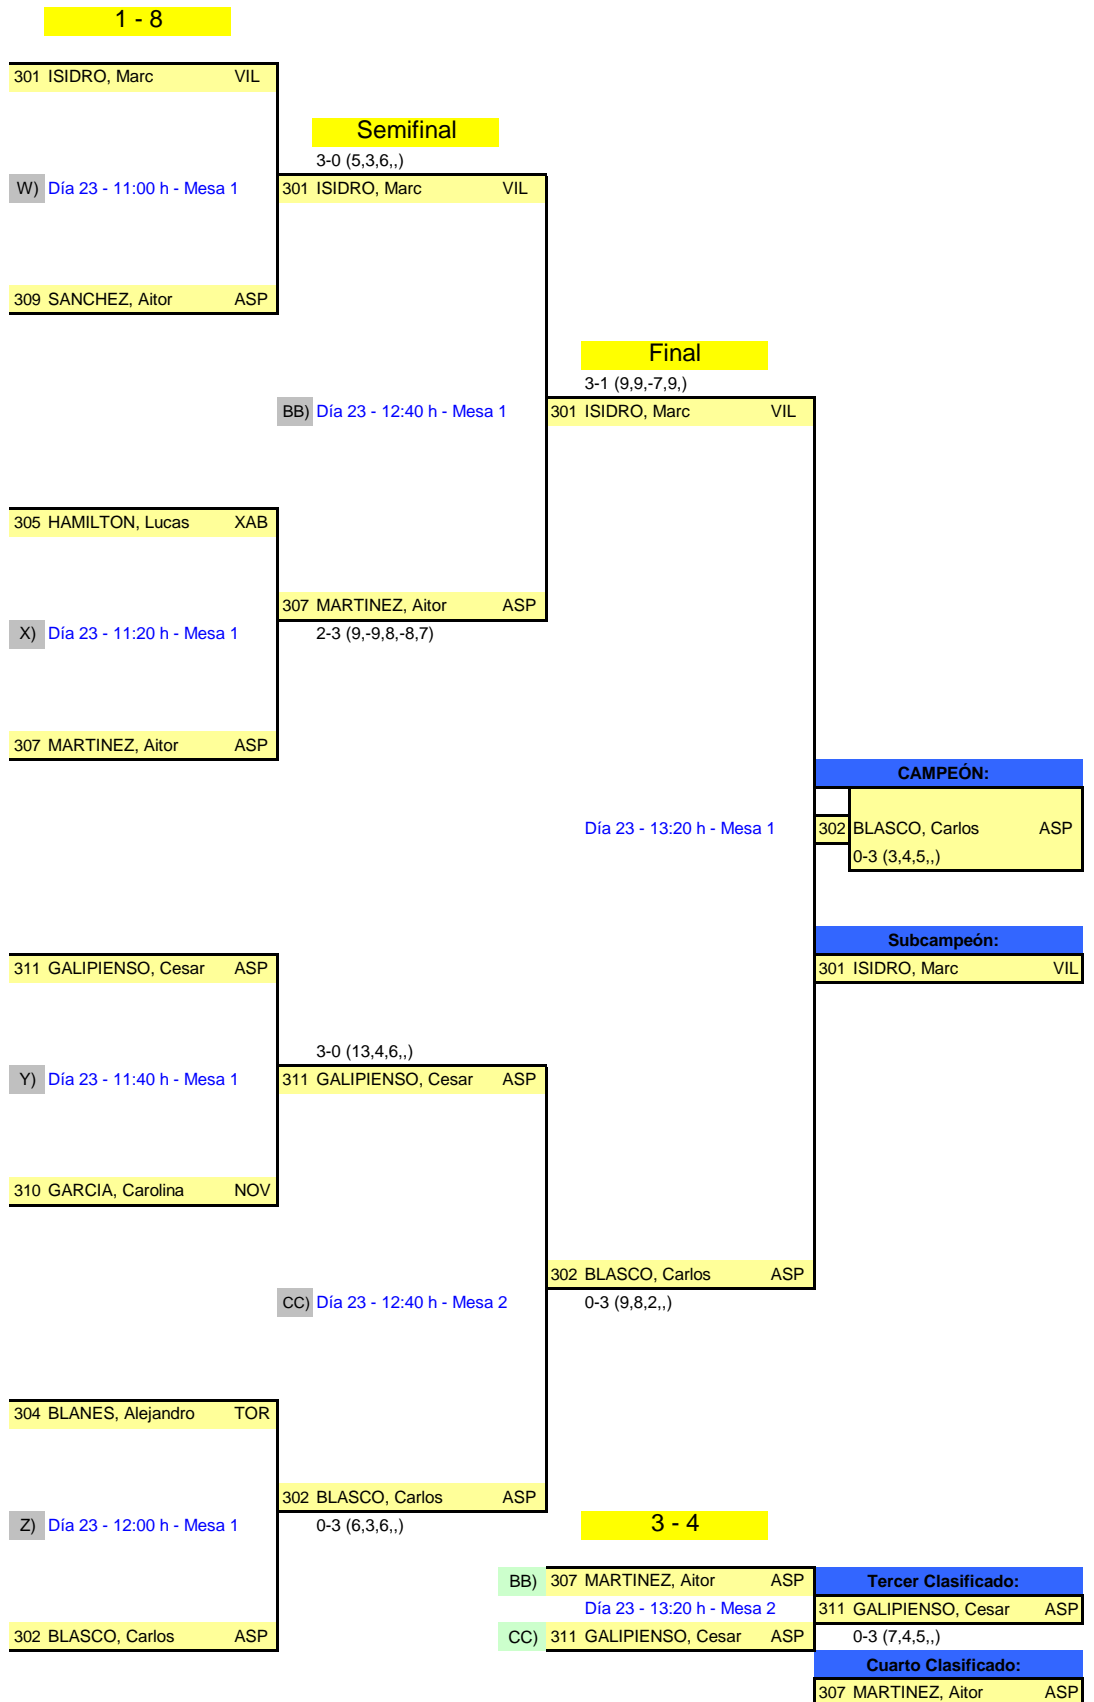 1 - 8
301 ISIDRO, Marc VIL
Semifinal
3-0 (5,3,6,,)
W) Día 23 - 11:00 h - Mesa 1
301 ISIDRO, Marc VIL
309 SANCHEZ, Aitor ASP
Final
3-1 (9,9,-7,9,)
BB) Día 23 - 12:40 h - Mesa 1
301 ISIDRO, Marc VIL
305 HAMILTON, Lucas XAB
307 MARTINEZ, Aitor ASP
X) Día 23 - 11:20 h - Mesa 1
2-3 (9,-9,8,-8,7)
307 MARTINEZ, Aitor ASP
CAMPEÓN:
Día 23 - 13:20 h - Mesa 1
302 BLASCO, Carlos ASP
0-3 (3,4,5,,)
Subcampeón:
311 GALIPIENSO, Cesar ASP
301 ISIDRO, Marc VIL
3-0 (13,4,6,,)
Y) Día 23 - 11:40 h - Mesa 1
311 GALIPIENSO, Cesar ASP
310 GARCIA, Carolina NOV
302 BLASCO, Carlos ASP
CC) Día 23 - 12:40 h - Mesa 2
0-3 (9,8,2,,)
304 BLANES, Alejandro TOR
302 BLASCO, Carlos ASP
Z) Día 23 - 12:00 h - Mesa 1
0-3 (6,3,6,,)
3 - 4
BB) 307 MARTINEZ, Aitor ASP
Tercer Clasificado:
Día 23 - 13:20 h - Mesa 2
311 GALIPIENSO, Cesar ASP
302 BLASCO, Carlos ASP
CC) 311 GALIPIENSO, Cesar ASP
0-3 (7,4,5,,)
Cuarto Clasificado:
307 MARTINEZ, Aitor ASP